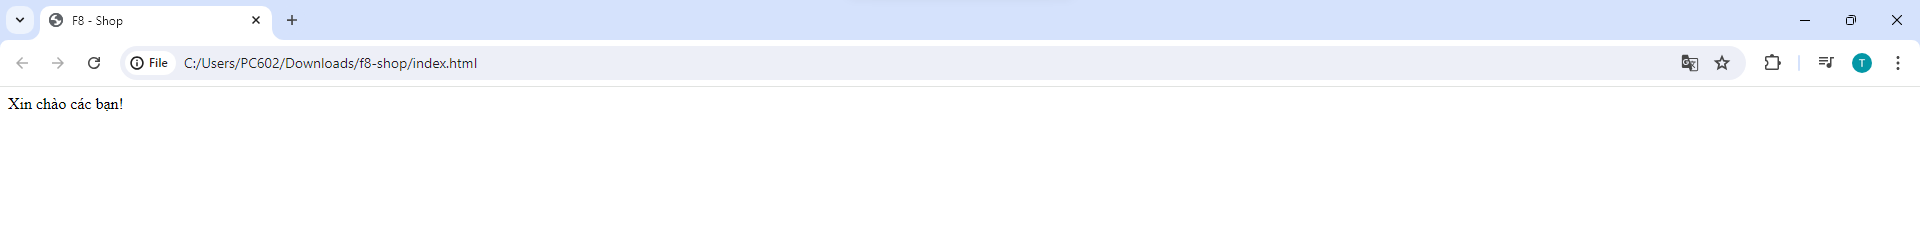 F8 - Shop
File
C:/Users/PC602/Downloads/f8-shop/index.html
T
Xin chào các bạn!